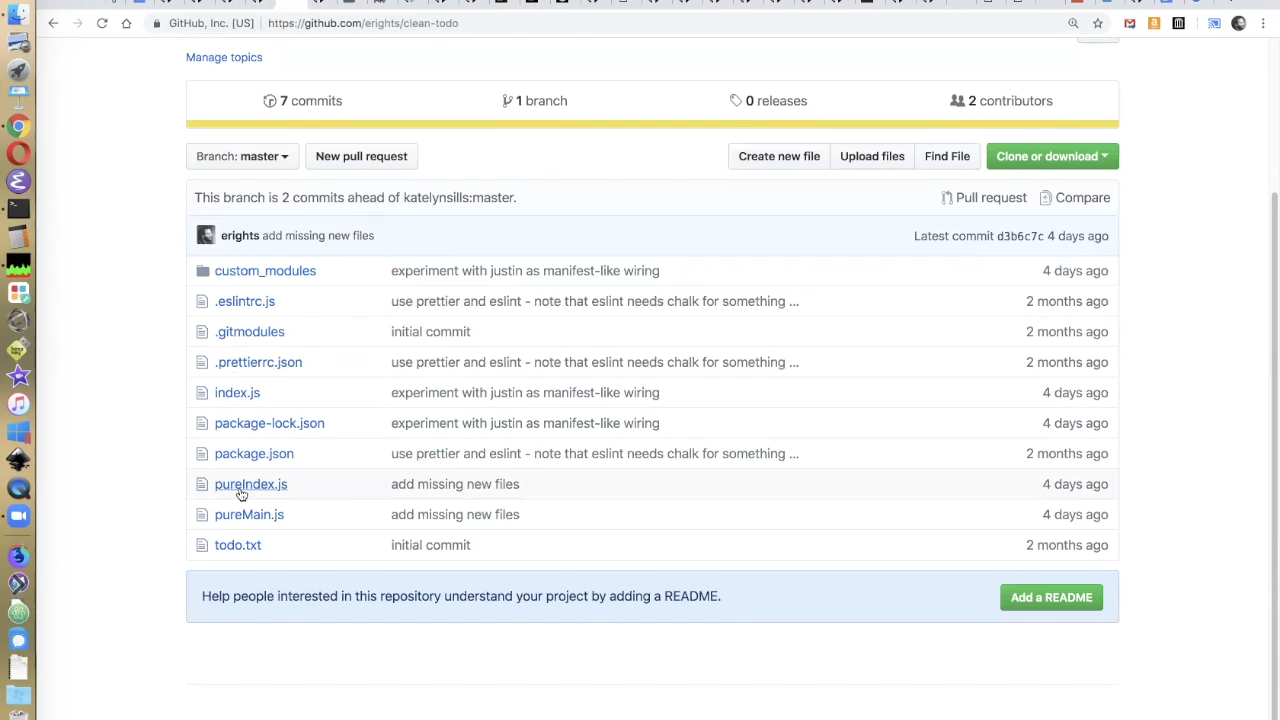 GitHub, Inc. [US] https://github.com/erights/clean-todo
Manage topics
7 commits 1 branch 0 releases 2 contributors
Branch: master New pull request Create new file Upload files Find File Clone or download
This branch is 2 commits ahead of katelynsills:master. Pull request Compare
erights add missing new files Latest commit d3b6c7c 4 days ago
custom_modules experiment with justin as manifest-like wiring 4 days ago
.eslintrc.js use prettier and eslint - note that eslint needs chalk for something ... 2 months ago
.gitmodules initial commit 2 months ago
.prettierrc.json use prettier and eslint - note that eslint needs chalk for something ... 2 months ago
index.js experiment with justin as manifest-like wiring 4 days ago
package-lock.json experiment with justin as manifest-like wiring 4 days ago
package.json use prettier and eslint - note that eslint needs chalk for something ... 2 months ago
pureIndex.js add missing new files 4 days ago
pureMain.js add missing new files 4 days ago
todo.txt initial commit 2 months ago
Help people interested in this repository understand your project by adding a README. Add a README